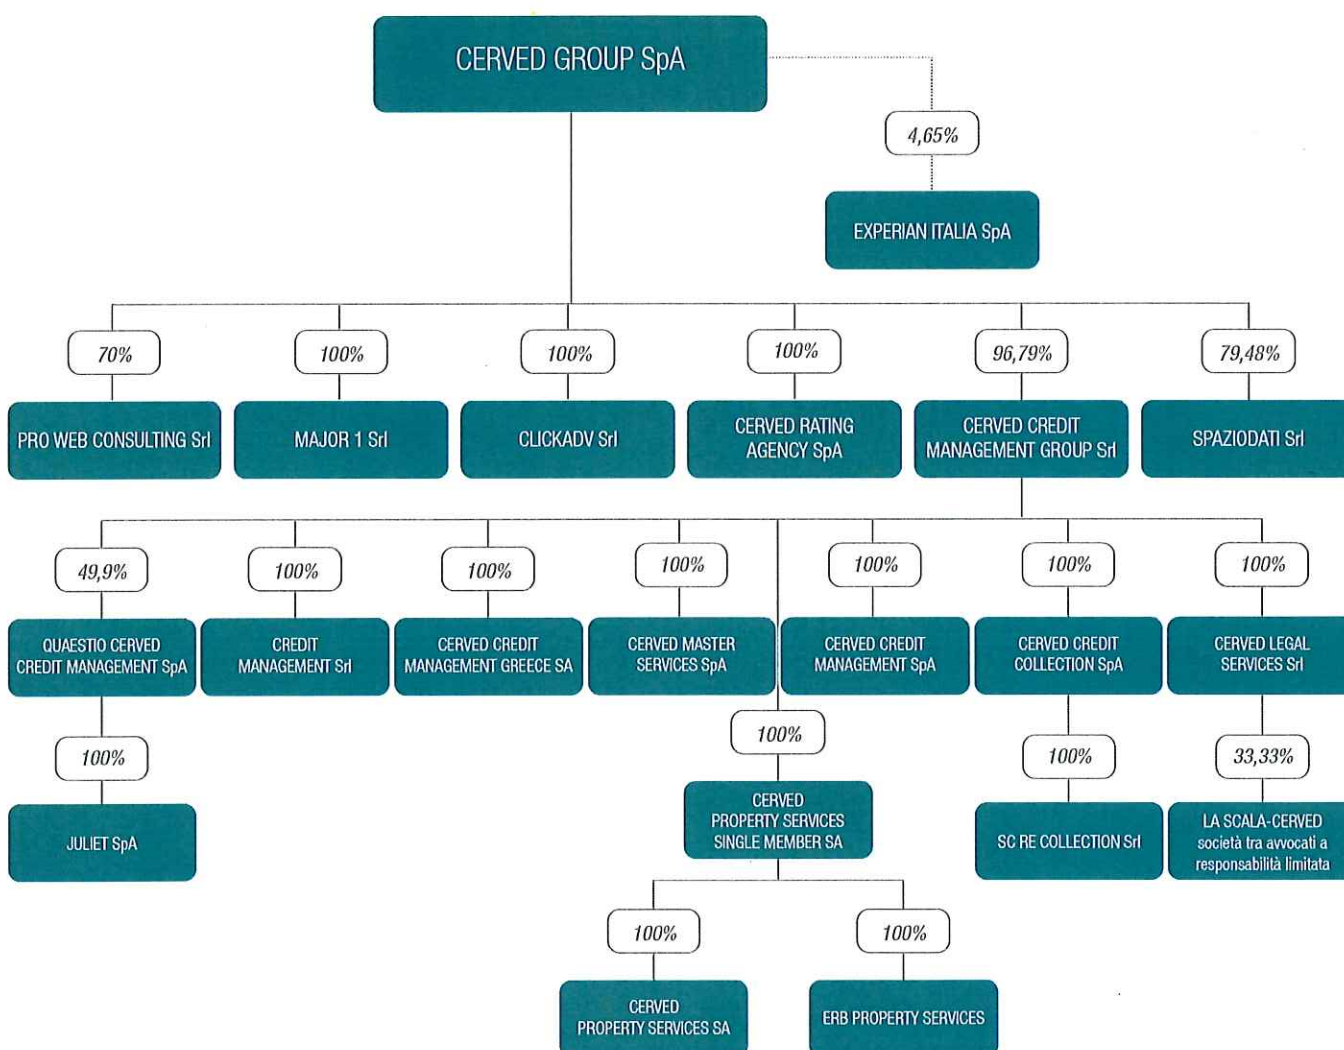 CERVED GROUP SpA
4,65%
EXPERIAN ITALIA SpA
70%
100%
100%
100%
96,79%
79,48%
PRO WEB CONSULTING Srl
MAJOR 1 Srl
CLICKADV Srl
CERVED RATING
AGENCY SpA
CERVED CREDIT
MANAGEMENT GROUP Srl
SPAZIODATI Srl
49,9%
100%
100%
100%
100%
100%
100%
QUAESTIO CERVED
CREDIT MANAGEMENT SpA
CREDIT
MANAGEMENT Srl
CERVED CREDIT
MANAGEMENT GREECE SA
CERVED MASTER
SERVICES SpA
CERVED CREDIT
MANAGEMENT SpA
CERVED CREDIT
COLLECTION SpA
CERVED LEGAL
SERVICES Srl
100%
100%
100%
33,33%
JULIET SpA
CERVED
PROPERTY SERVICES
SINGLE MEMBER SA
SC RE COLLECTION Srl
LA SCALA-CERVED
società tra avvocati a
responsabilità limitata
100%
100%
CERVED
PROPERTY SERVICES SA
ERB PROPERTY SERVICES